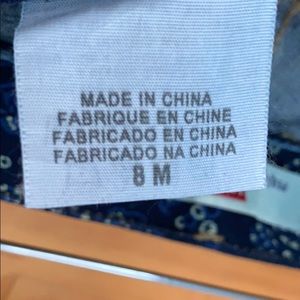 MADE IN CHINA
FABRIQUE EN CHINE
FABRICADO EN CHINA
FABRICADO NA CHINA
8 M